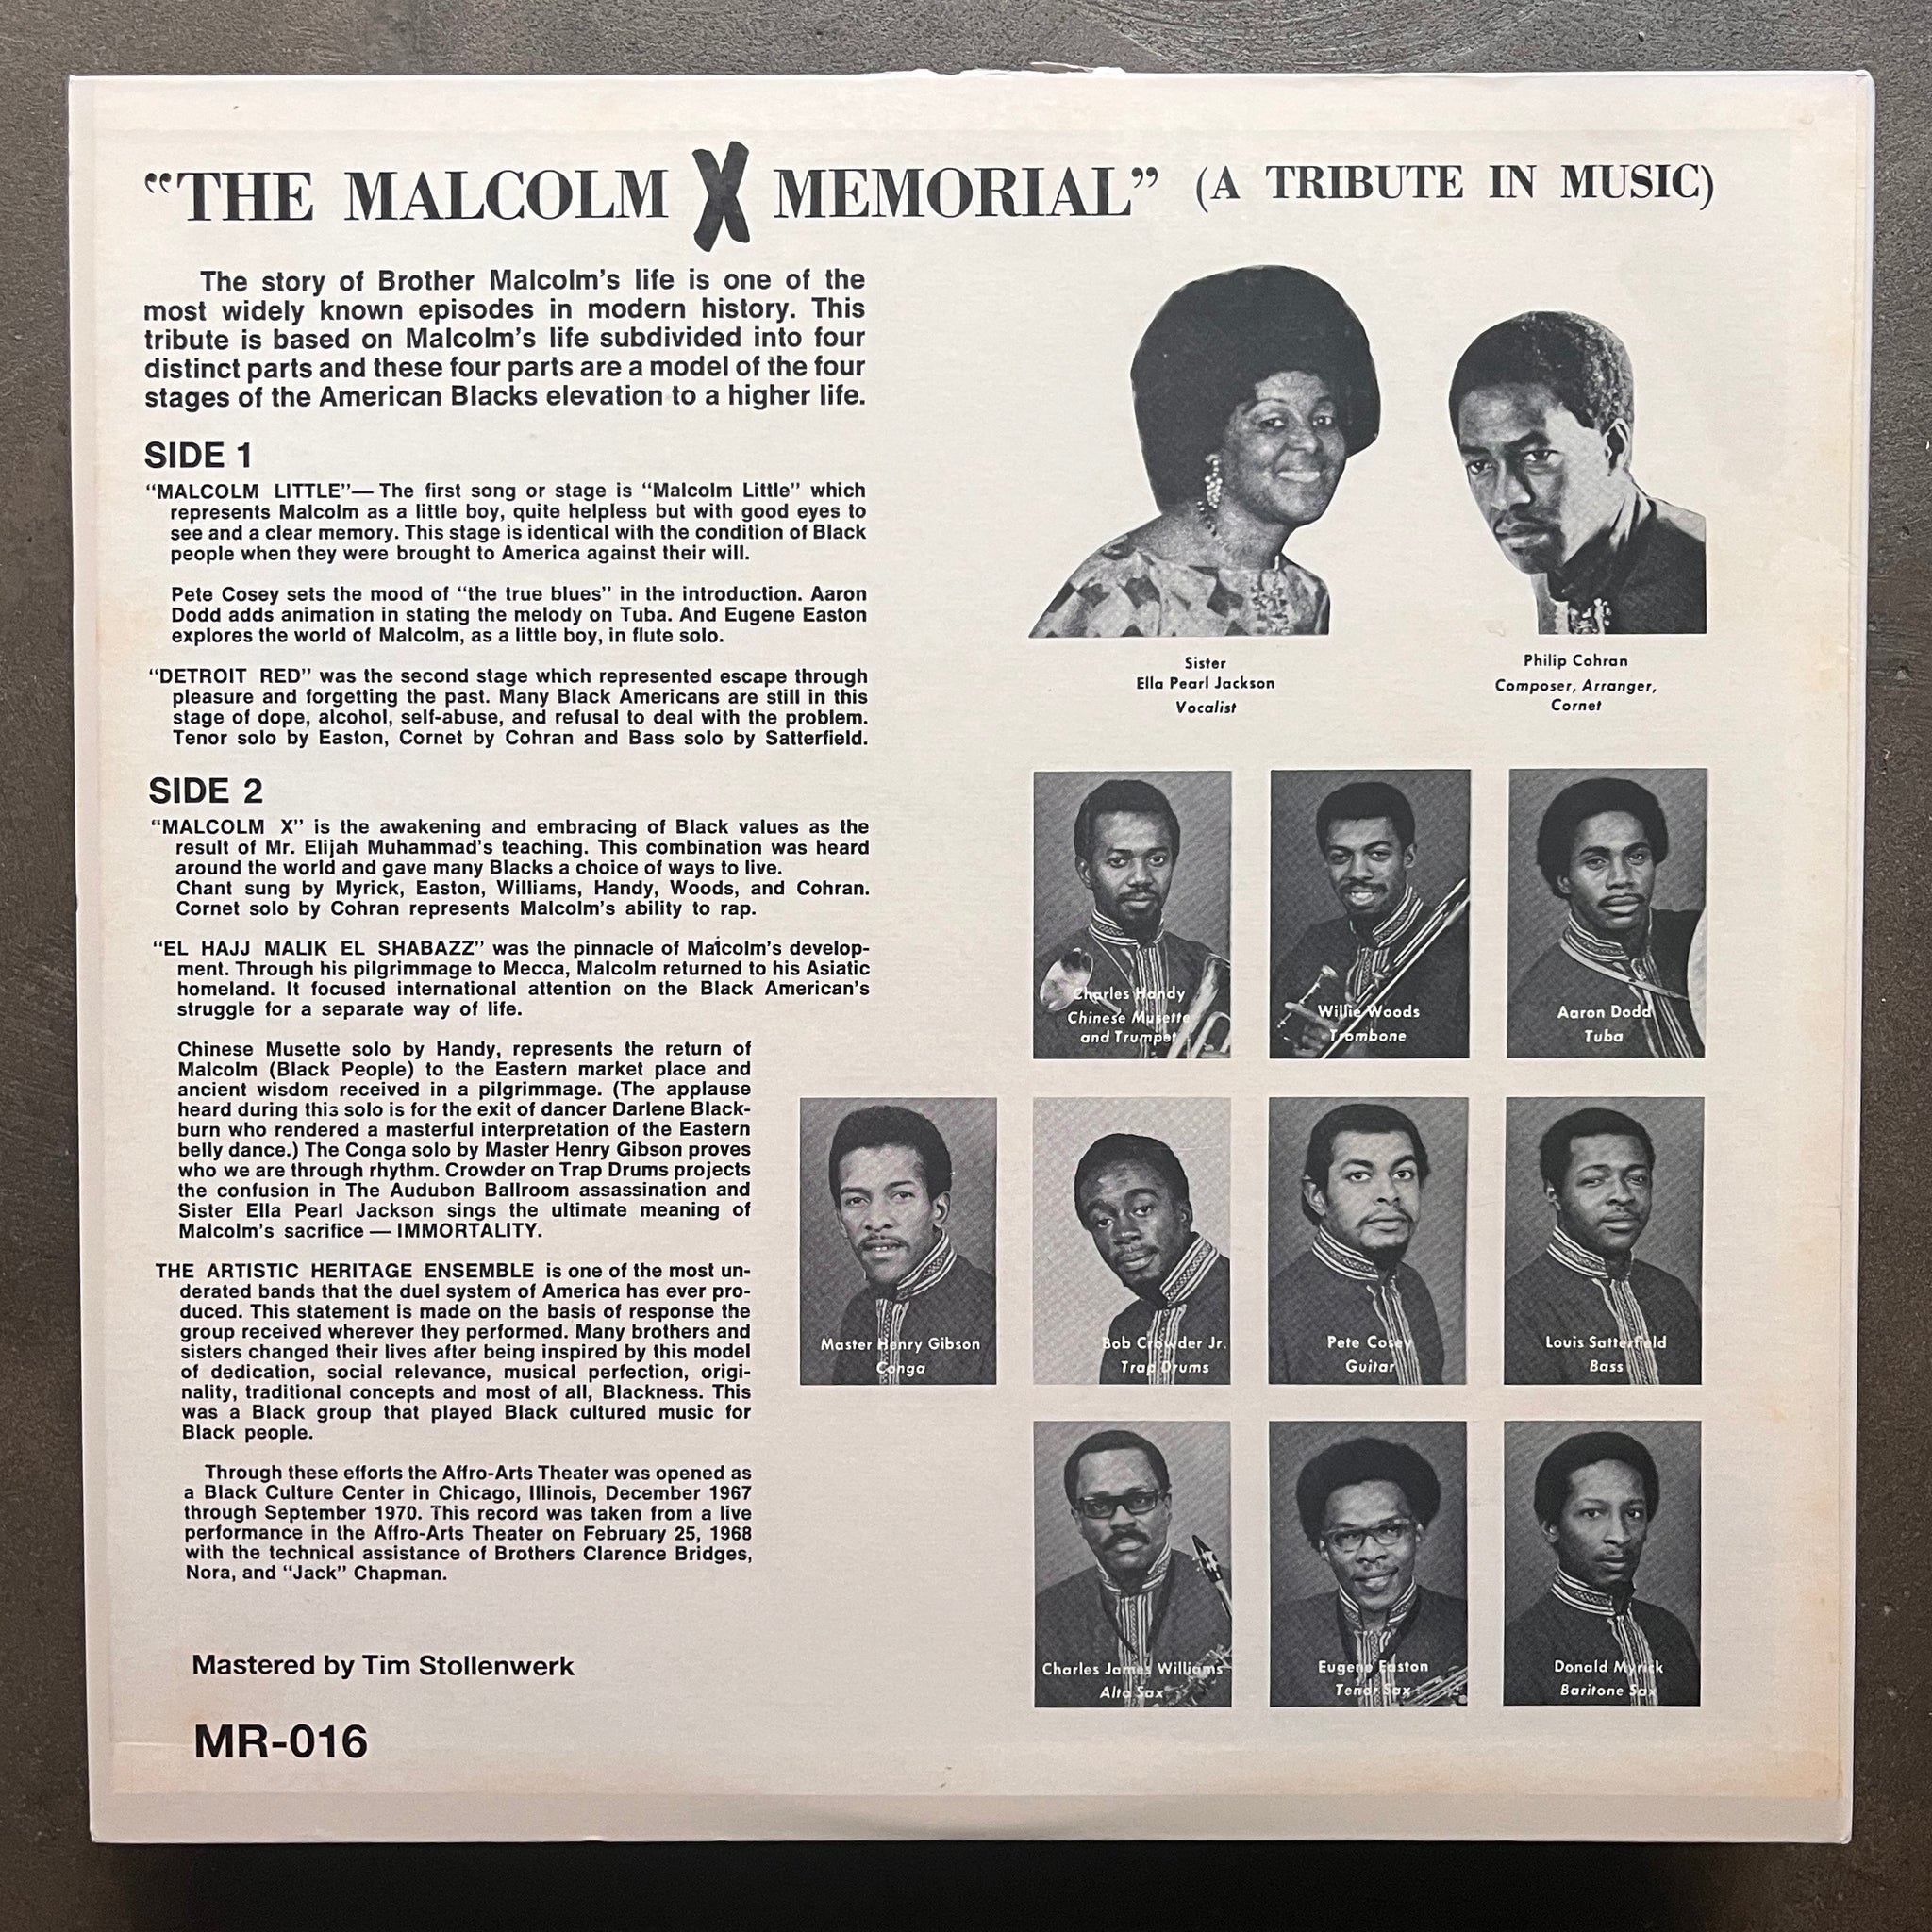 “THE MALCOLM X MEMORIAL” (A TRIBUTE IN MUSIC)
The story of Brother Malcolm’s life is one of the
most widely known episodes in modern history. This
tribute is based on Malcolm’s life subdivided into four
distinct parts and these four parts are a model of the four
stages of the American Blacks elevation to a higher life.
SIDE 1
“MALCOLM LITTLE”— The first song or stage is “Malcolm Little” which
represents Malcolm as a little boy, quite helpless but with good eyes to
see and a clear memory. This stage is identical with the condition of Black
people when they were brought to America against their will.
Pete Cosey sets the mood of “the true blues” in the introduction. Aaron
Dodd adds animation in stating the melody on Tuba. And Eugene Easton
explores the world of Malcolm, as a little boy, in flute solo.
“DETROIT RED” was the second stage which represented escape through
pleasure and forgetting the past. Many Black Americans are still in this
stage of dope, alcohol, self-abuse, and refusal to deal with the problem.
Tenor solo by Easton, Cornet by Cohran and Bass solo by Satterfield.
SIDE 2
“MALCOLM X” is the awakening and embracing of Black values as the
result of Mr. Elijah Muhammad’s teaching. This combination was heard
around the world and gave many Blacks a choice of ways to live.
Chant sung by Myrick, Easton, Williams, Handy, Woods, and Cohran.
Cornet solo by Cohran represents Malcolm’s ability to rap.
“EL HAJJ MALIK EL SHABAZZ” was the pinnacle of Malcolm’s develop-
ment. Through his pilgrimmage to Mecca, Malcolm returned to his Asiatic
homeland. It focused international attention on the Black American’s
struggle for a separate way of life.
Chinese Musette solo by Handy, represents the return of
Malcolm (Black People) to the Eastern market place and
ancient wisdom received in a pilgrimmage. (The applause
heard during this solo is for the exit of dancer Darlene Black-
burn who rendered a masterful interpretation of the Eastern
belly dance.) The Conga solo by Master Henry Gibson proves
who we are through rhythm. Crowder on Trap Drums projects
the confusion in The Audubon Ballroom assassination and
Sister Ella Pearl Jackson sings the ultimate meaning of
Malcolm’s sacrifice — IMMORTALITY.
THE ARTISTIC HERITAGE ENSEMBLE is one of the most un-
derated bands that the duel system of America has ever pro-
duced. This statement is made on the basis of response the
group received wherever they performed. Many brothers and
sisters changed their lives after being inspired by this model
of dedication, social relevance, musical perfection, origi-
nality, traditional concepts and most of all, Blackness. This
was a Black group that played Black cultured music for
Black people.
Through these efforts the Affro-Arts Theater was opened as
a Black Culture Center in Chicago, Illinois, December 1967
through September 1970. This record was taken from a live
performance in the Affro-Arts Theater on February 25, 1968
with the technical assistance of Brothers Clarence Bridges,
Nora, and “Jack” Chapman.
Mastered by Tim Stollenwerk
MR-016
Sister
Ella Pearl Jackson
Vocalist
Philip Cohran
Composer, Arranger,
Cornet
Charles Handy
Chinese Musette
and Trumpet
Willie Woods
Trombone
Aaron Dodd
Tuba
Master Henry Gibson
Conga
Bob Crowder Jr.
Trap Drums
Pete Cosey
Guitar
Louis Satterfield
Bass
Charles James Williams
Alto Sax
Eugene Easton
Tenor Sax
Donald Myrick
Baritone Sax